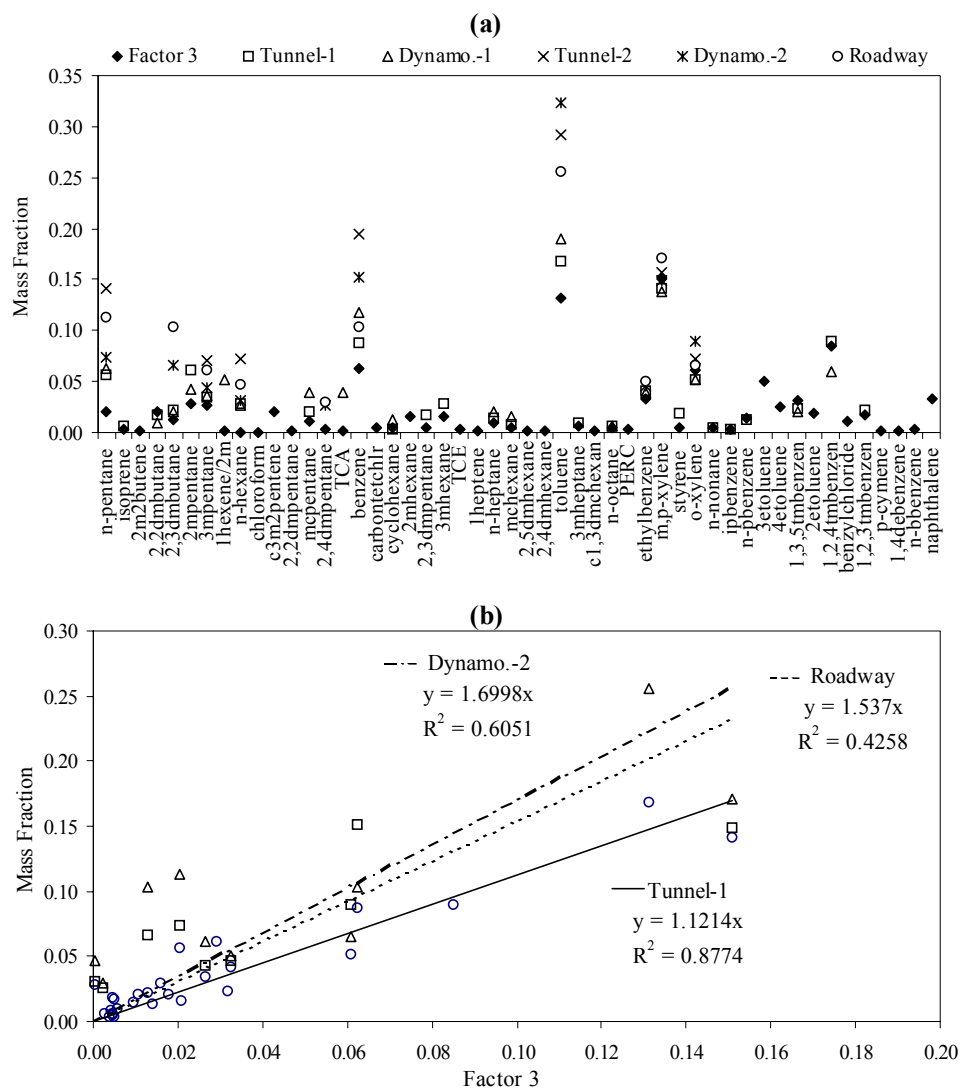 (a)
Factor 3 Tunnel-1 Dynamo.-1 Tunnel-2 Dynamo.-2 Roadway
0.35
0.30
0.25
0.20
0.15
0.10
0.05
0.00
Mass Fraction
n-pentane
isoprene
2m2butene
2,2dmbutane
2,3dmbutane
2mpentane
3mpentane
1hexene/2m
n-hexane
chloroform
c3m2pentene
2,2dmpentane
mcpentane
2,4dmpentane
TCA
benzene
carbontetchlr
cyclohexane
2mhexane
2,3dmpentane
3mhexane
TCE
1heptene
n-heptane
mchexane
2,5dmhexane
2,4dmhexane
toluene
3mheptane
c1,3dmchexan
n-octane
PERC
ethylbenzene
m,p-xylene
styrene
o-xylene
n-nonane
ipbenzene
n-pbenzene
3etoluene
4etoluene
1,3,5tmbenzen
2etoluene
1,2,4tmbenzen
benzylchloride
1,2,3tmbenzen
p-cymene
1,4debenzene
n-bbenzene
naphthalene
(b)
0.30
0.25
0.20
0.15
0.10
0.05
0.00
Mass Fraction
Dynamo.-2
y = 1.6998x
R² = 0.6051
Roadway
y = 1.537x
R² = 0.4258
Tunnel-1
y = 1.1214x
R² = 0.8774
0.00 0.02 0.04 0.06 0.08 0.10 0.12 0.14 0.16 0.18 0.20
Factor 3